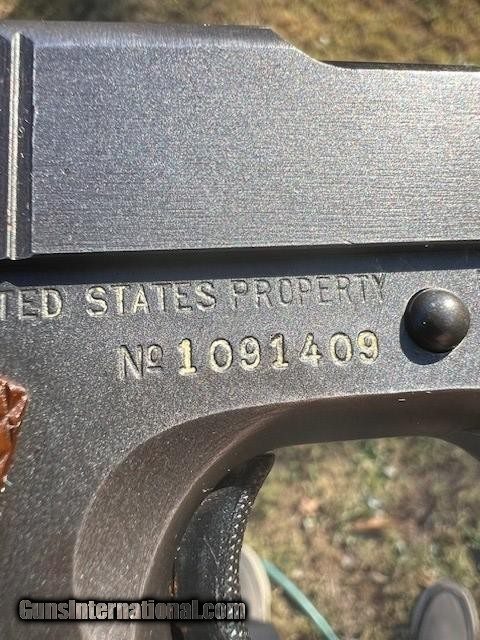 TED STATES PROPERTY
Nº 1091409
GunsInternational.com